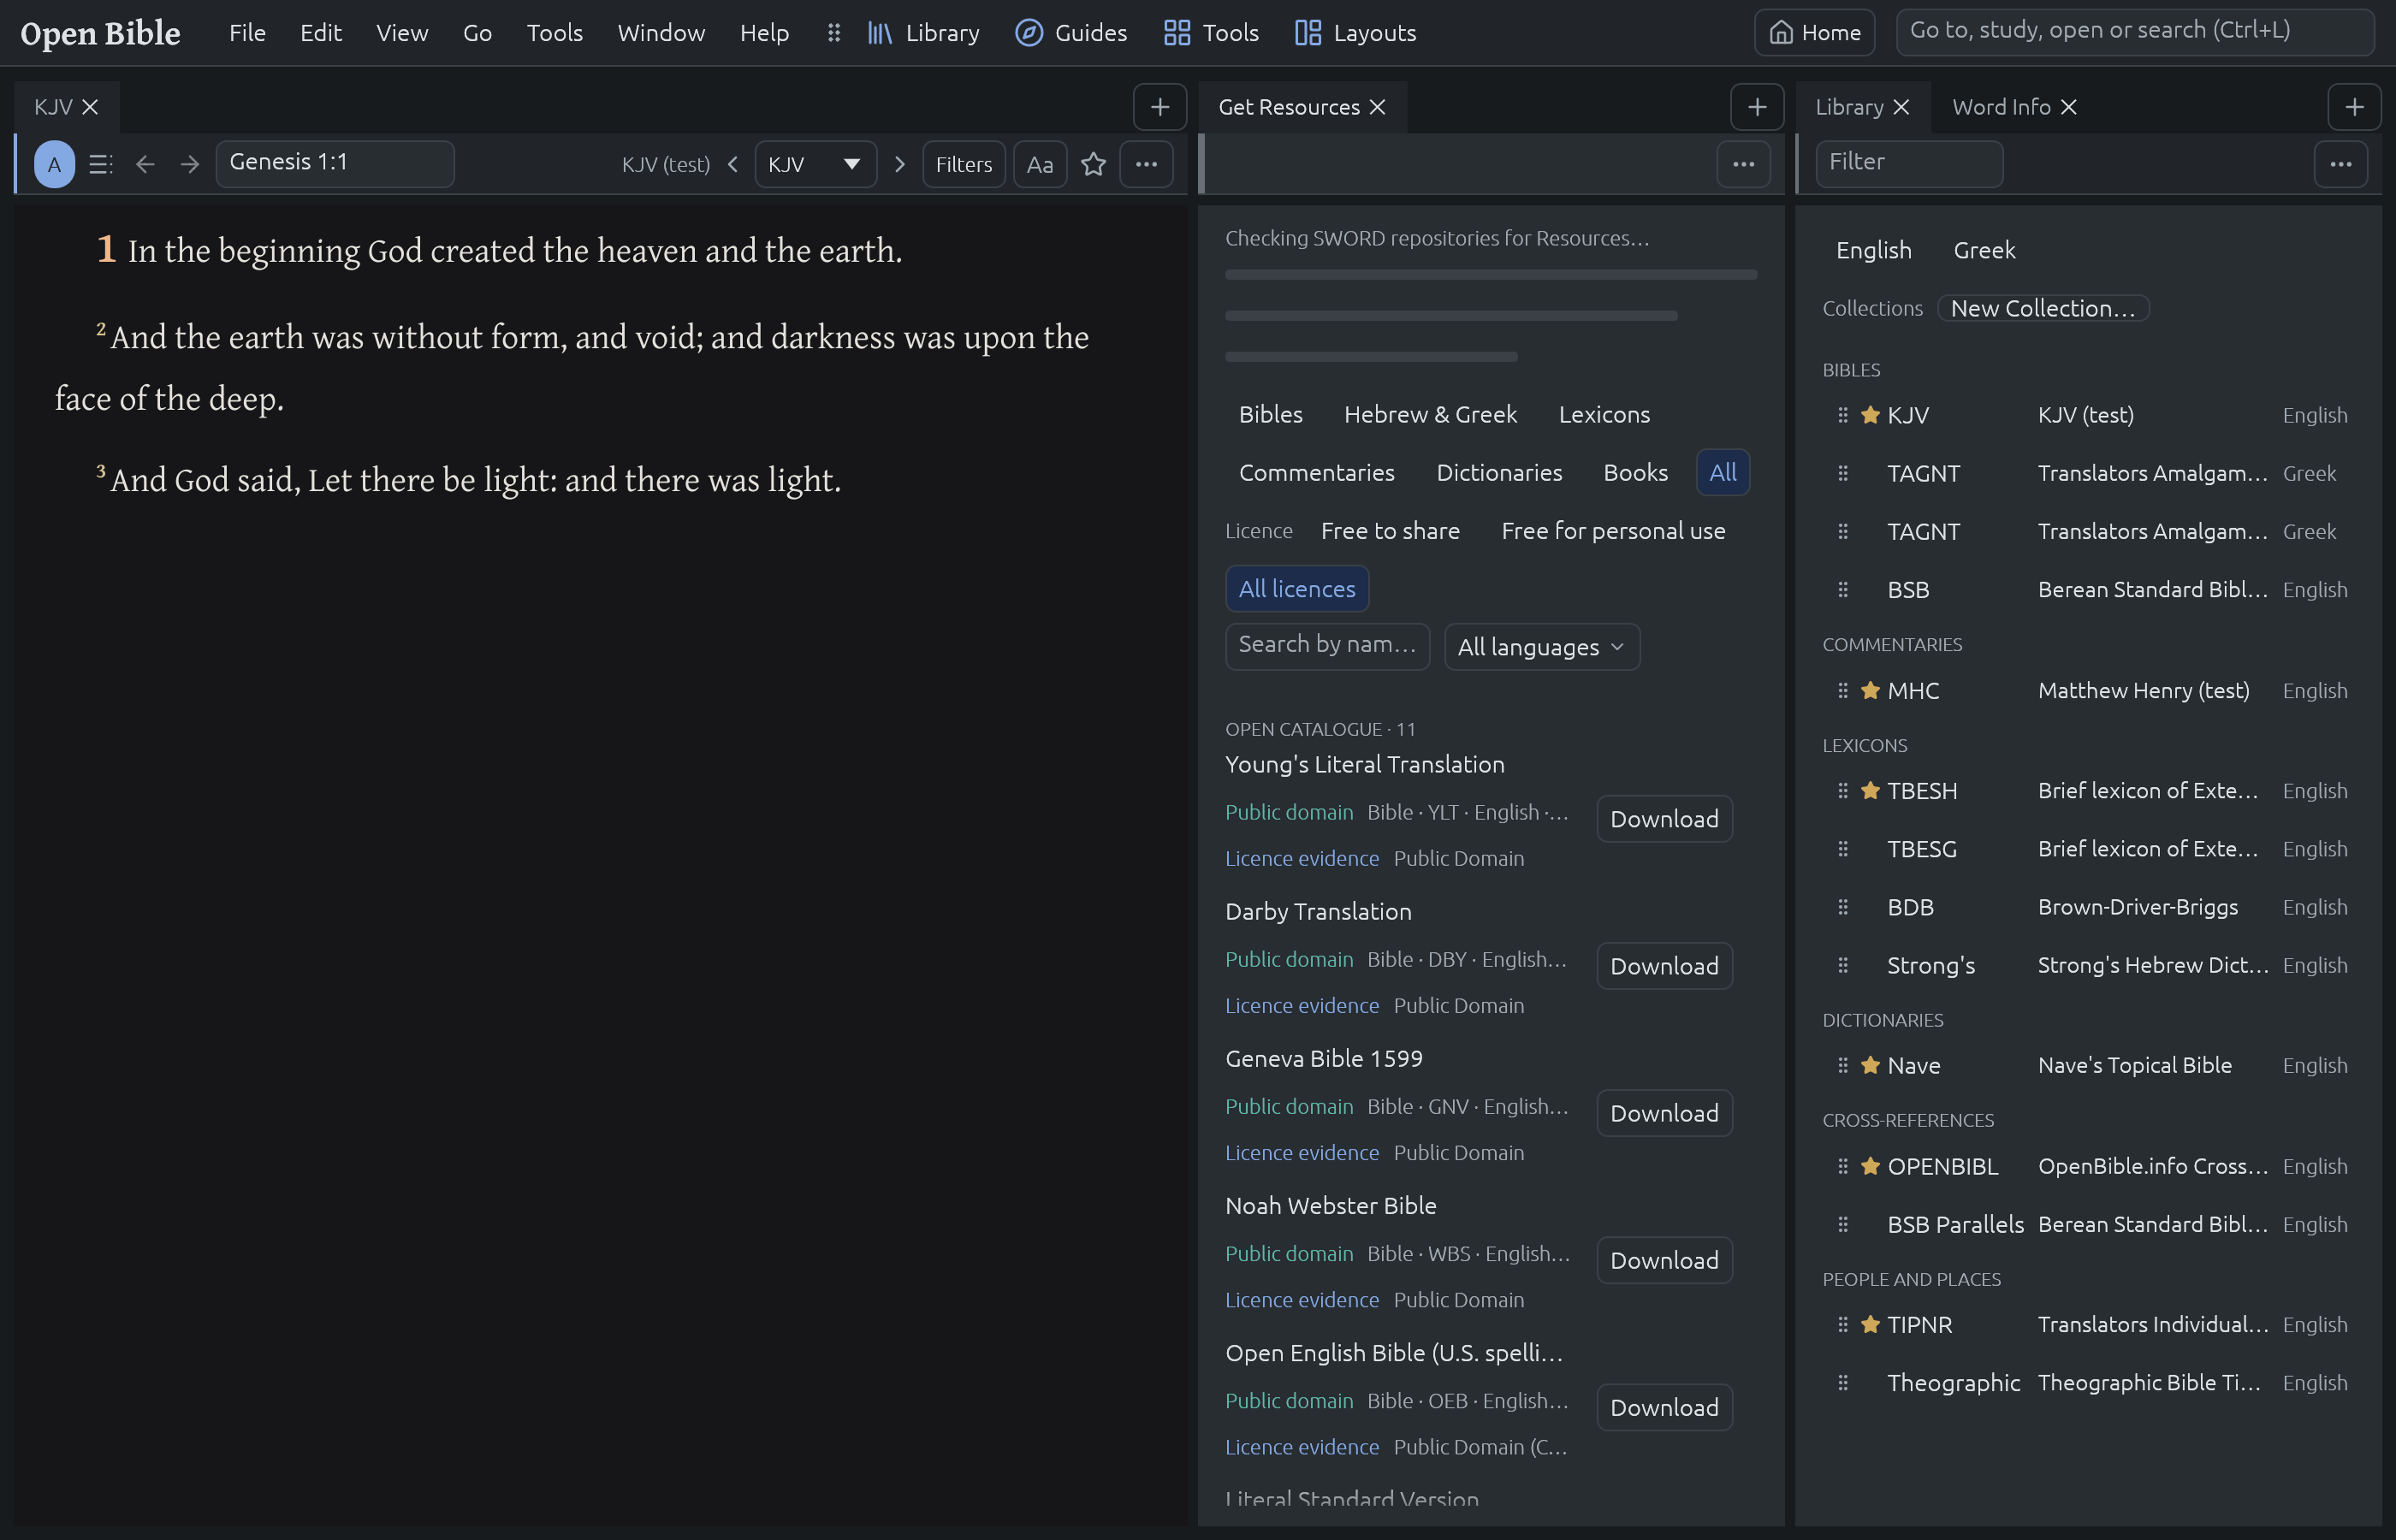 Open Bible File Edit View Go Tools Window Help Library Guides Tools Layouts Home Go to, study, open or search (Ctrl+L)
KJV
A Genesis 1:1 KJV (test) KJV Filters Aa
1 In the beginning God created the heaven and the earth.
2 And the earth was without form, and void; and darkness was upon the
face of the deep.
3 And God said, Let there be light: and there was light.
Get Resources
Checking SWORD repositories for Resources…
Bibles Hebrew & Greek Lexicons
Commentaries Dictionaries Books All
Licence Free to share Free for personal use
All licences
Search by nam… All languages
OPEN CATALOGUE · 11
Young's Literal Translation
Public domain Bible · YLT · English ·… Download
Licence evidence Public Domain
Darby Translation
Public domain Bible · DBY · English… Download
Licence evidence Public Domain
Geneva Bible 1599
Public domain Bible · GNV · English… Download
Licence evidence Public Domain
Noah Webster Bible
Public domain Bible · WBS · English… Download
Licence evidence Public Domain
Open English Bible (U.S. spelli…
Public domain Bible · OEB · English… Download
Licence evidence Public Domain (C…
Literal Standard Version
Library Word Info
Filter
English Greek
Collections New Collection…
BIBLES
KJV KJV (test) English
TAGNT Translators Amalgam… Greek
TAGNT Translators Amalgam… Greek
BSB Berean Standard Bibl… English
COMMENTARIES
MHC Matthew Henry (test) English
LEXICONS
TBESH Brief lexicon of Exte… English
TBESG Brief lexicon of Exte… English
BDB Brown-Driver-Briggs English
Strong's Strong's Hebrew Dict… English
DICTIONARIES
Nave Nave's Topical Bible English
CROSS-REFERENCES
OPENBIBL OpenBible.info Cross… English
BSB Parallels Berean Standard Bibl… English
PEOPLE AND PLACES
TIPNR Translators Individual… English
Theographic Theographic Bible Ti… English